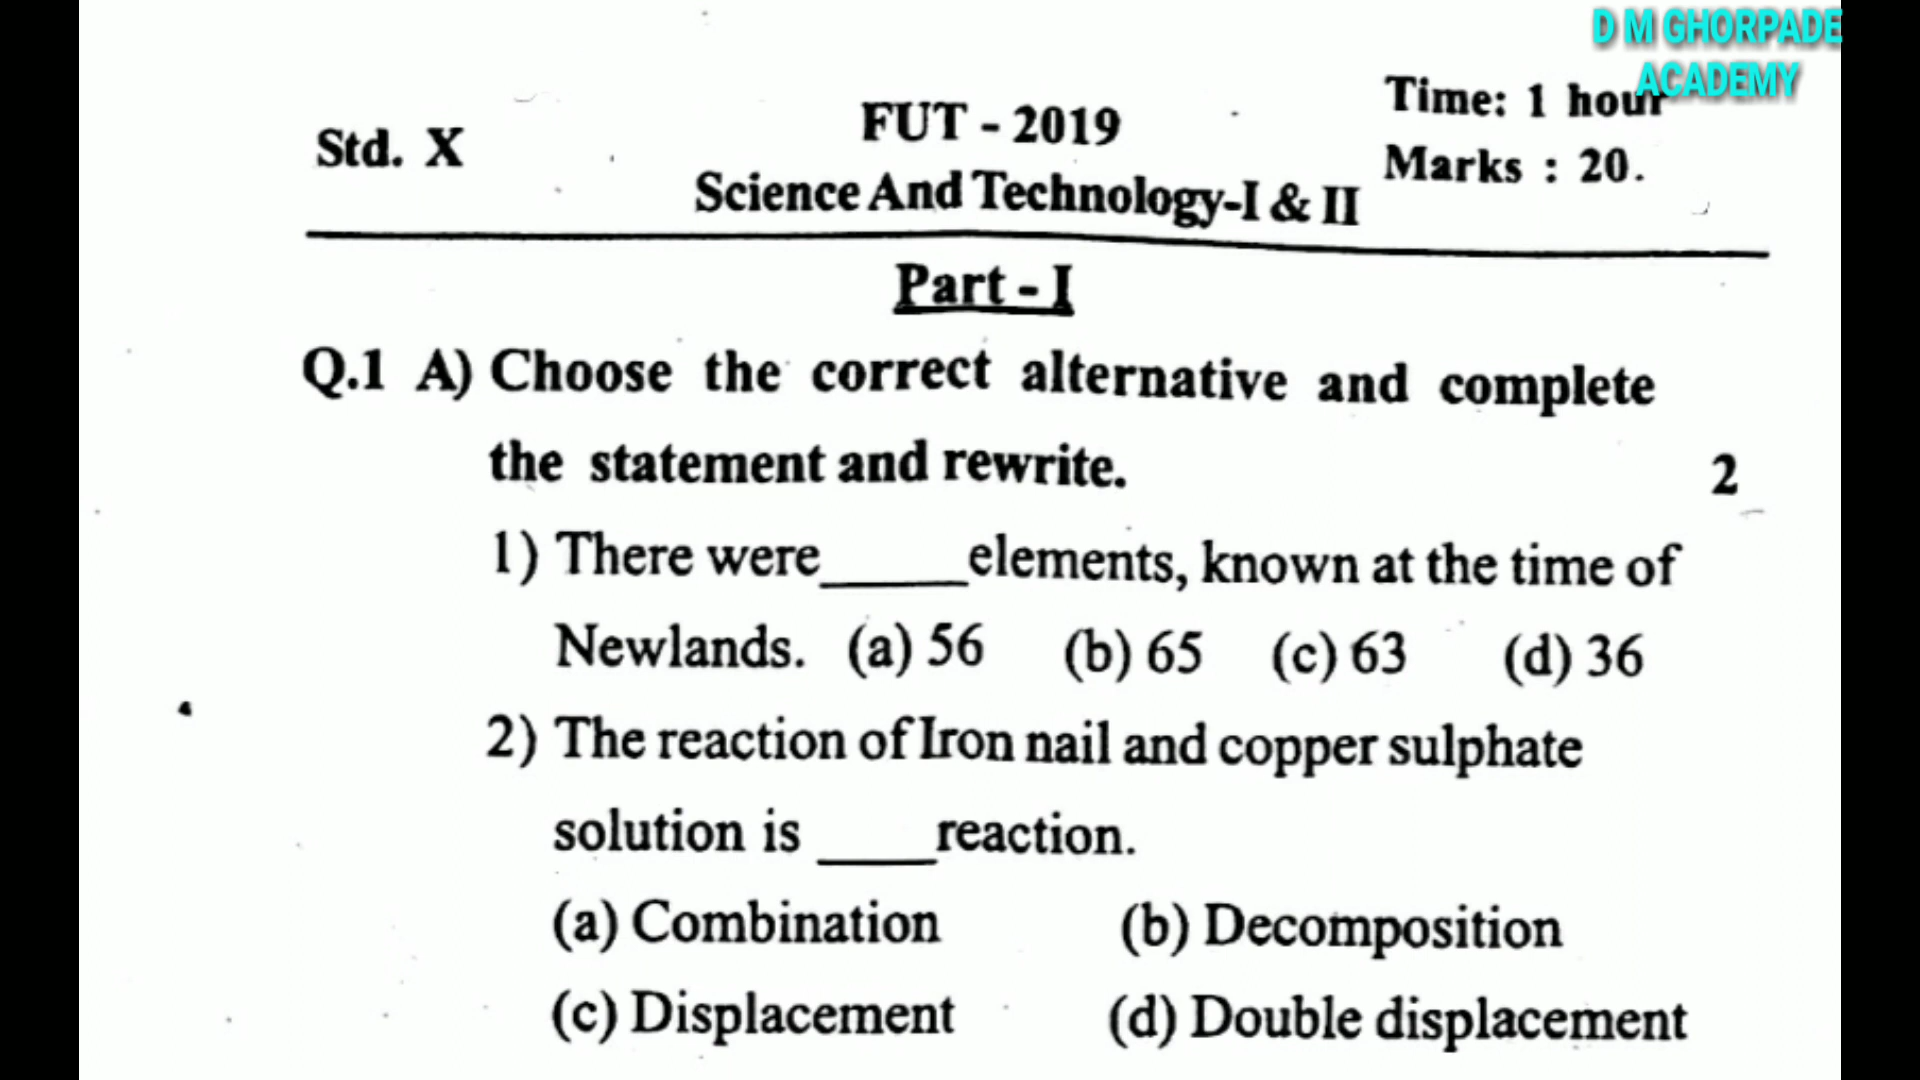 D M GHORPADE
ACADEMY
Std. X
FUT - 2019
Time: 1 hour
Marks : 20.
Science And Technology-I & II
Part - I
Q.1 A) Choose the correct alternative and complete
the statement and rewrite. 2
1) There were_____elements, known at the time of
Newlands. (a) 56 (b) 65 (c) 63 (d) 36
2) The reaction of Iron nail and copper sulphate
solution is ____reaction.
(a) Combination (b) Decomposition
(c) Displacement (d) Double displacement